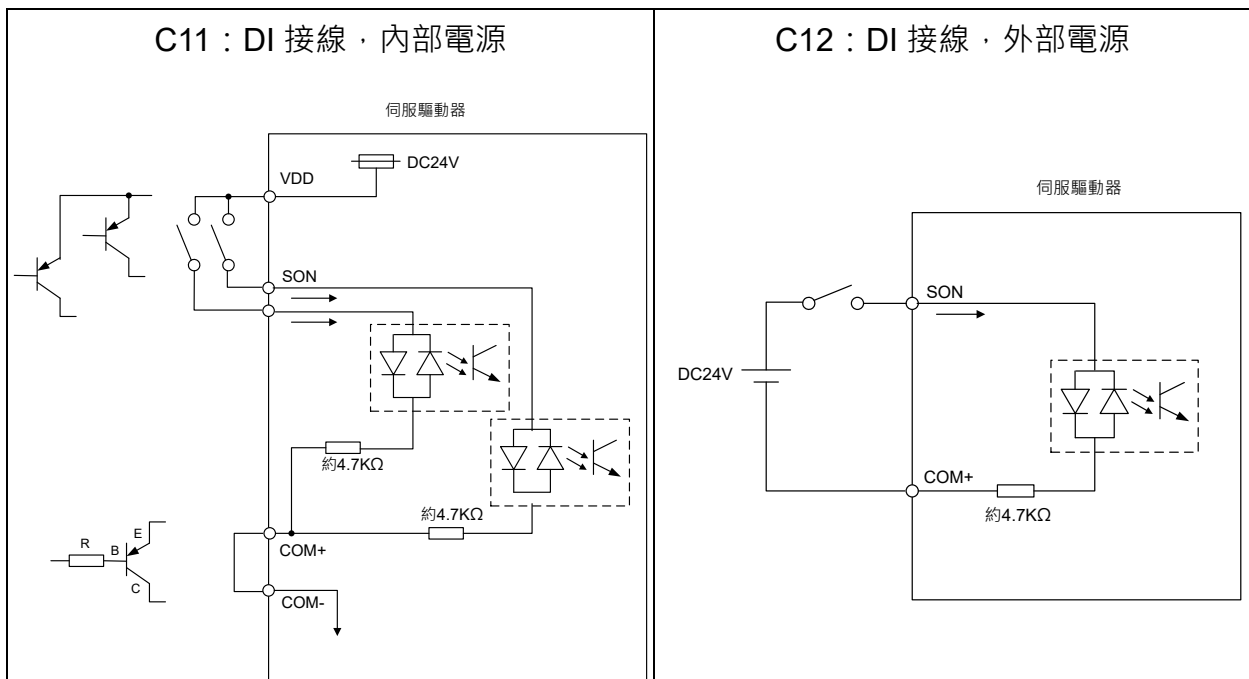 C11：DI 接線，內部電源
伺服驅動器
DC24V
VDD
SON
約4.7KΩ
約4.7KΩ
COM+
COM-
R
B
E
C
C12：DI 接線，外部電源
伺服驅動器
SON
DC24V
COM+
約4.7KΩ